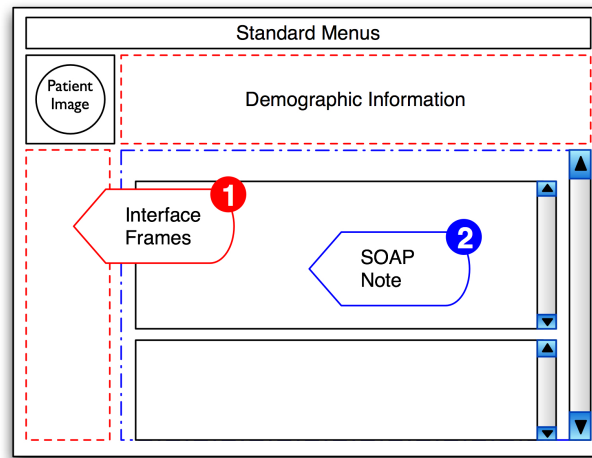 Standard Menus
Patient
Image
Demographic Information
1
Interface
Frames
2
SOAP
Note